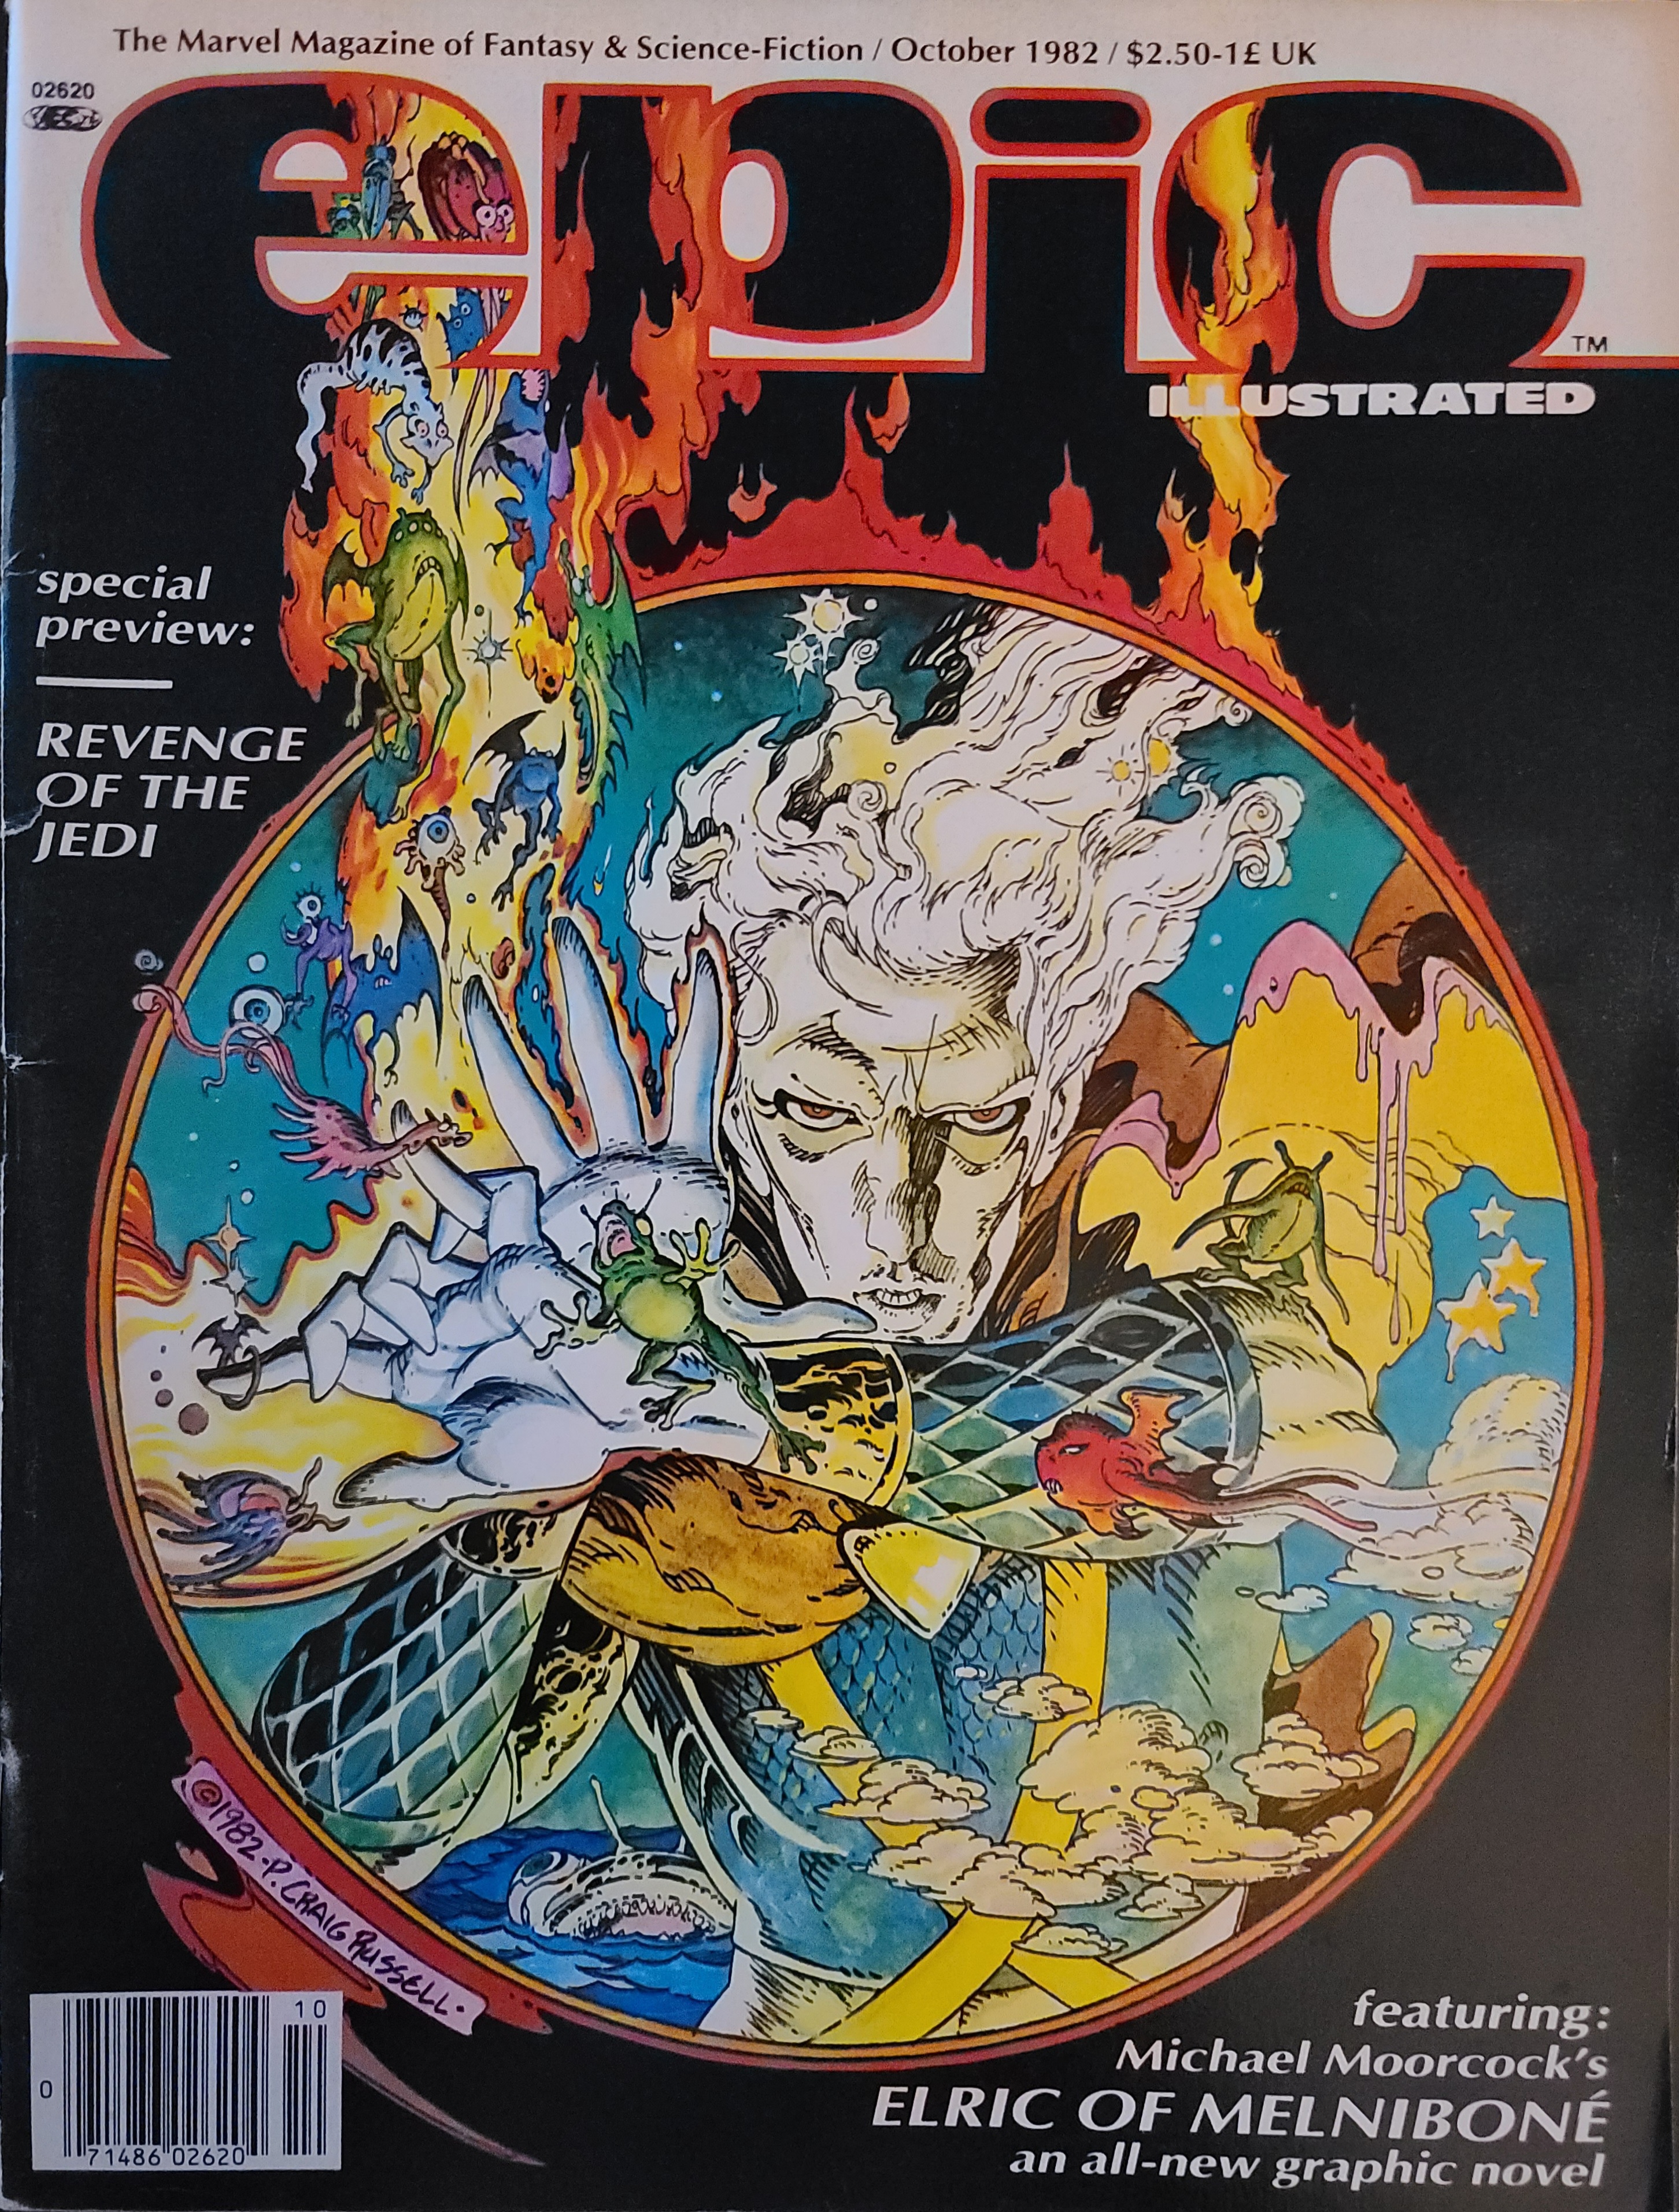 The Marvel Magazine of Fantasy & Science-Fiction / October 1982 / $2.50-1£ UK
02620
epic
TM
ILLUSTRATED
special
preview:
REVENGE
OF THE
JEDI
©1982·P. CRAIG RUSSELL·
10
0
71486 02620
featuring:
Michael Moorcock's
ELRIC OF MELNIBONÉ
an all-new graphic novel